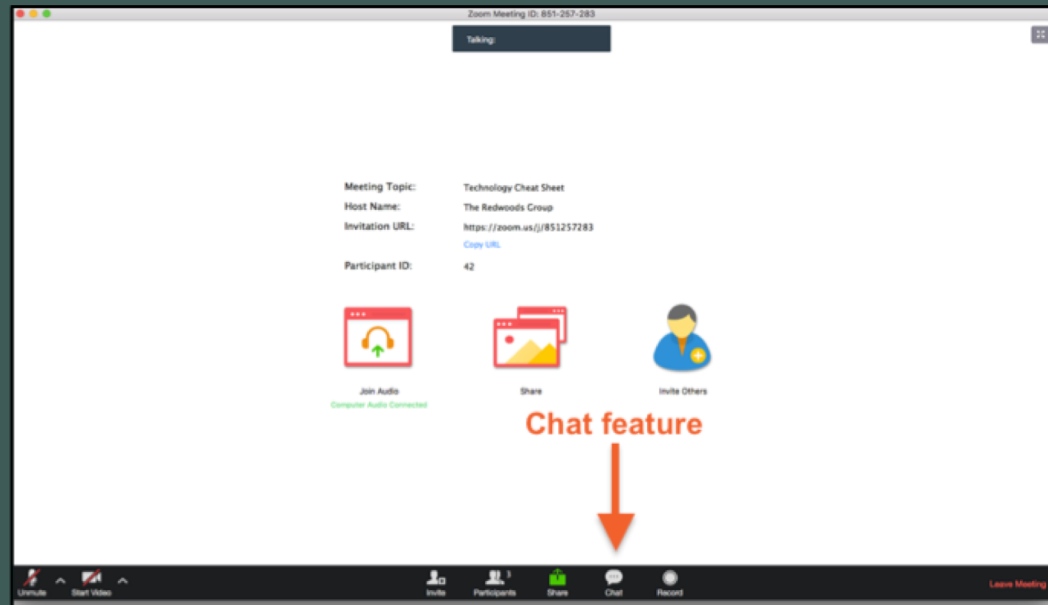 Zoom Meeting ID: 851-257-283
Talking:
Meeting Topic: Technology Cheat Sheet
Host Name: The Redwoods Group
Invitation URL: https://zoom.us/j/851257283
Copy URL
Participant ID: 42
Join Audio Share Invite Others
Computer Audio Connected
Chat feature
Unmute Start Video Invite Participants Share Chat Record Leave Meeting